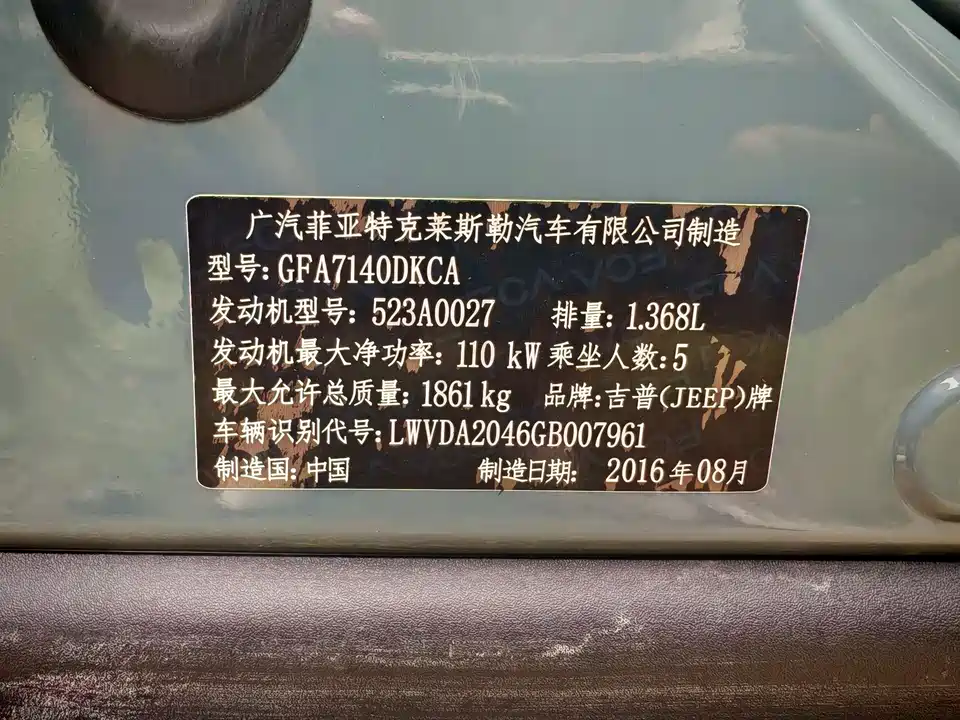 广汽菲亚特克莱斯勒汽车有限公司制造
型号: GFA7140DKCA
发动机型号: 523A0027 排量: 1.368L
发动机最大净功率: 110 kW 乘坐人数: 5
最大允许总质量: 1861 kg 品牌: 吉普(JEEP)牌
车辆识别代号: LWVDA2046GB007961
制造国: 中国 制造日期: 2016年08月